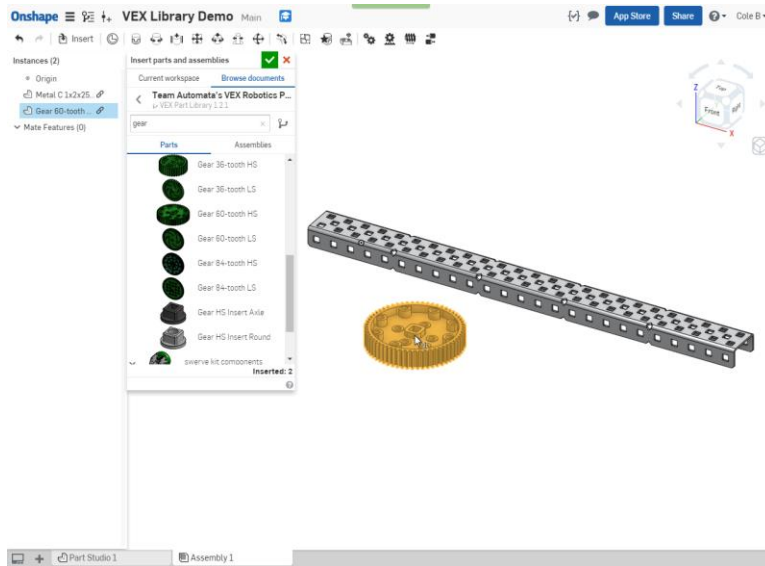 Onshape VEX Library Demo Main App Store Share Cole B
Insert
Instances (2)
Origin
Metal C 1x2x25..
Gear 60-tooth ...
Mate Features (0)
Insert parts and assemblies
Current workspace Browse documents
Team Automata's VEX Robotics P...
VEX Part Library 1.2.1
gear
Parts Assemblies
Gear 36-tooth HS
Gear 36-tooth LS
Gear 60-tooth HS
Gear 60-tooth LS
Gear 84-tooth HS
Gear 84-tooth LS
Gear HS Insert Axle
Gear HS Insert Round
swerve kit components
Inserted: 2
Z
Front
X
Part Studio 1 Assembly 1